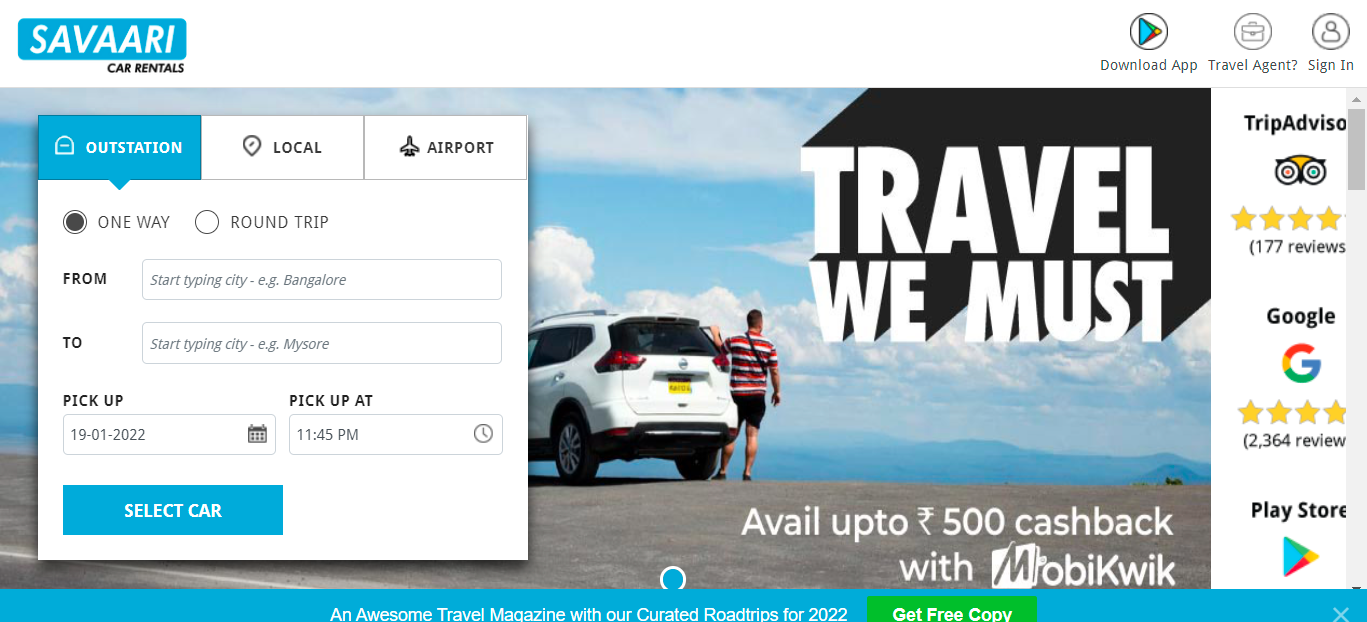 SAVAARI
CAR RENTALS
Download App
Travel Agent?
Sign In
OUTSTATION
LOCAL
AIRPORT
ONE WAY
ROUND TRIP
FROM
Start typing city - e.g. Bangalore
TO
Start typing city - e.g. Mysore
PICK UP
PICK UP AT
19-01-2022
11:45 PM
SELECT CAR
TRAVEL
WE MUST
Avail upto ₹ 500 cashback
with MobiKwik
TripAdviso
(177 reviews
Google
(2,364 review
Play Store
An Awesome Travel Magazine with our Curated Roadtrips for 2022
Get Free Copy